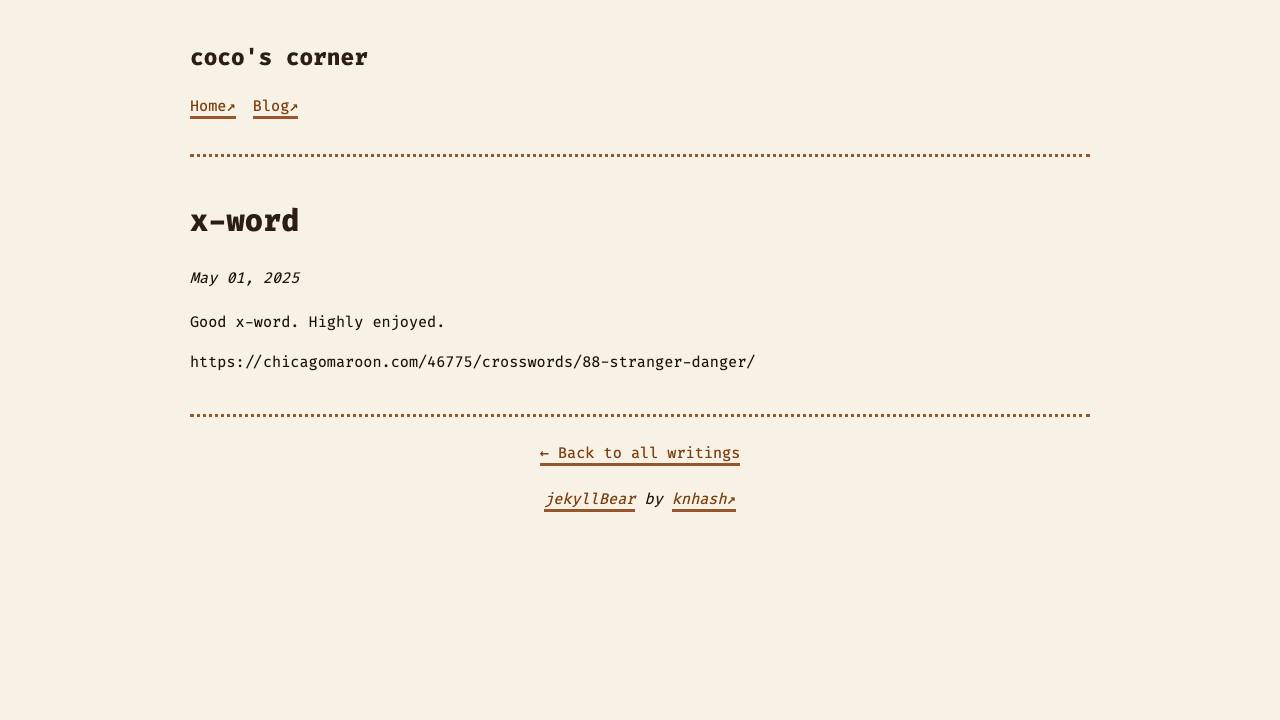 coco's corner
Home↗ Blog↗
x-word
May 01, 2025
Good x-word. Highly enjoyed.
https://chicagomaroon.com/46775/crosswords/88-stranger-danger/
← Back to all writings
jekyllBear by knhash↗